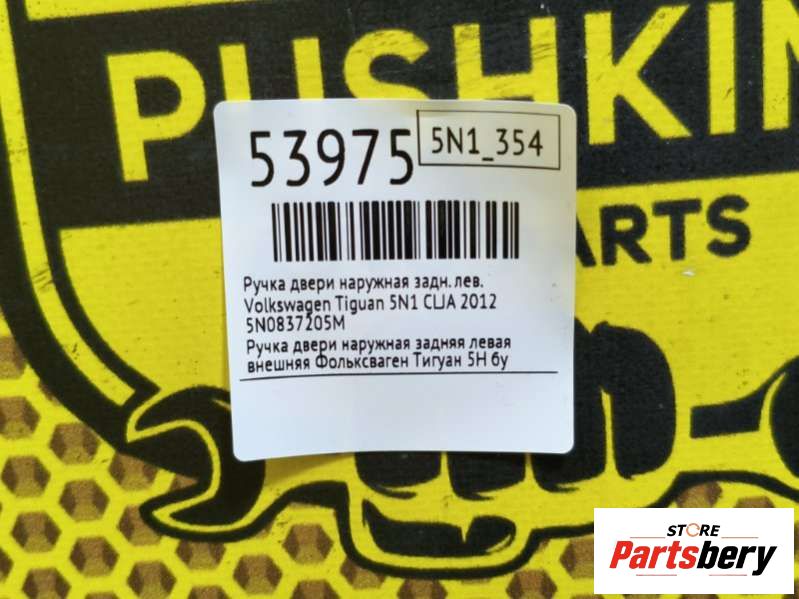 PUSHKIN
ARTS
53975
5N1_354
Ручка двери наружная задн. лев.
Volkswagen Tiguan 5N1 CLJA 2012
5N0837205M
Ручка двери наружная задняя левая
внешняя Фольксваген Тигуан 5Н бу
STORE
Partsbery